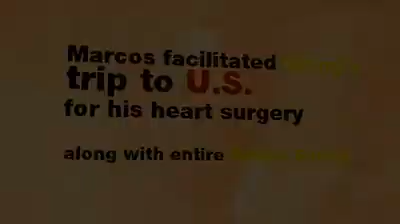 Marcos facilitated
trip to U.S.
for his heart surgery
along with entire